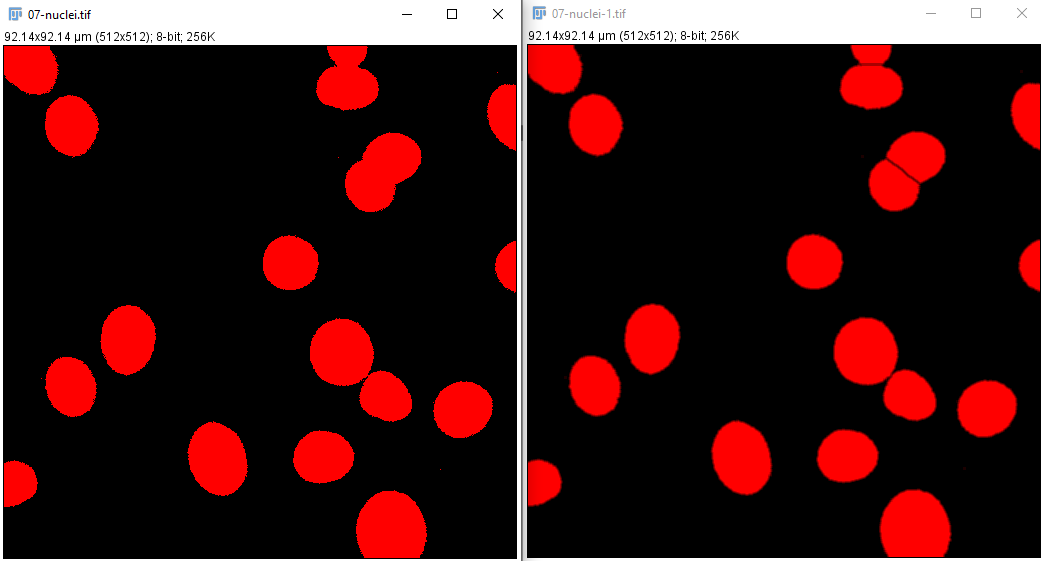 07-nuclei.tif
92.14x92.14 µm (512x512); 8-bit; 256K
07-nuclei-1.tif
92.14x92.14 µm (512x512); 8-bit; 256K